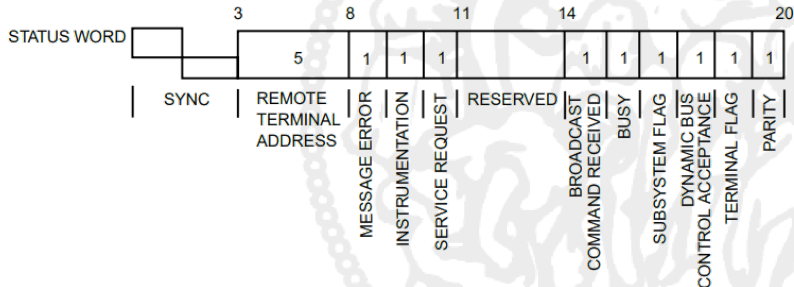 3 8 11 14 20
STATUS WORD
5 1 1 1 1 1 1 1 1 1
SYNC
REMOTE
TERMINAL
ADDRESS
MESSAGE ERROR
INSTRUMENTATION
SERVICE REQUEST
RESERVED
BROADCAST
COMMAND RECEIVED
BUSY
SUBSYSTEM FLAG
DYNAMIC BUS
CONTROL ACCEPTANCE
TERMINAL FLAG
PARITY